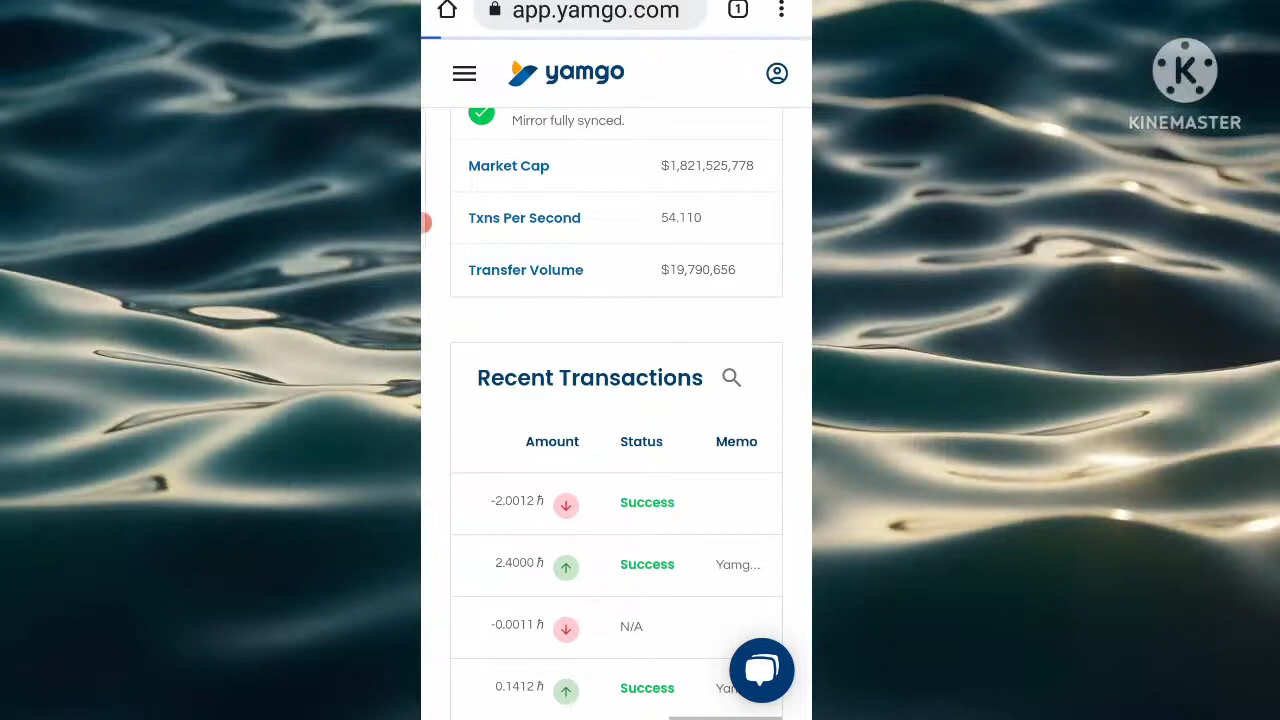 app.yamgo.com
1
yamgo
Mirror fully synced.
Market Cap $1,821,525,778
Txns Per Second 54.110
Transfer Volume $19,790,656
Recent Transactions
Amount Status Memo
-2.0012 ℏ Success
2.4000 ℏ Success Yamg...
-0.0011 ℏ N/A
0.1412 ℏ Success
K
KINEMASTER